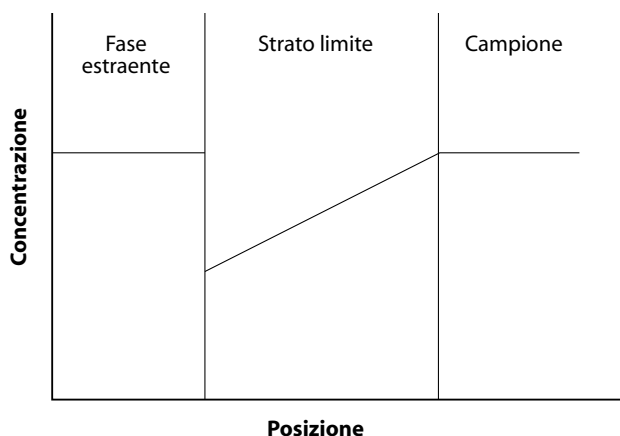 Fase
estraente
Strato limite
Campione
Concentrazione
Posizione